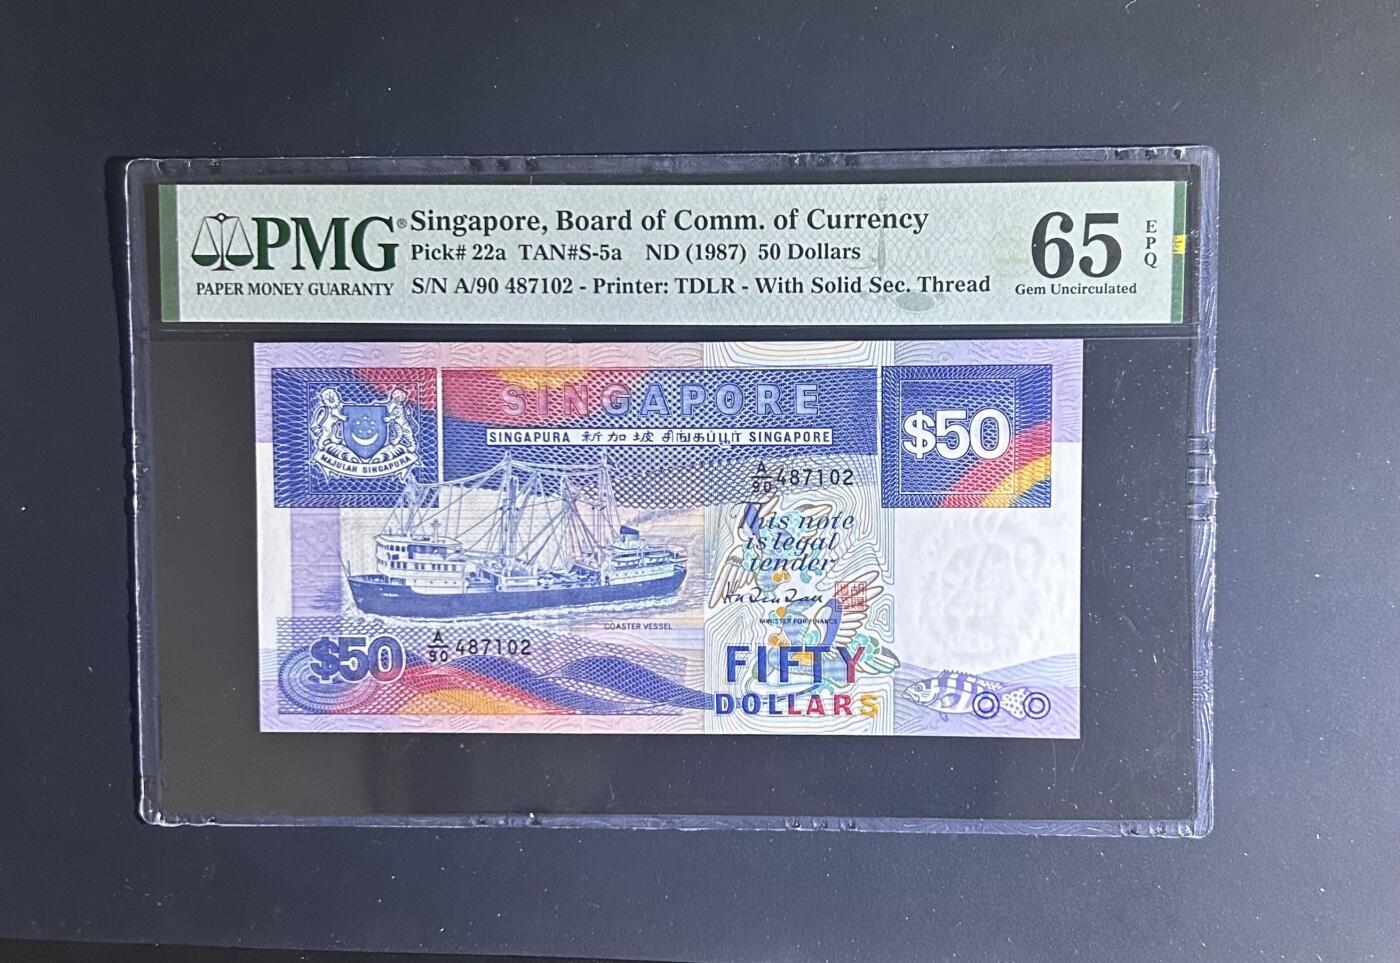 PMG® Singapore, Board of Comm. of Currency
Pick# 22a TAN#S-5a ND (1987) 50 Dollars
PAPER MONEY GUARANTY
S/N A/90 487102 - Printer: TDLR - With Solid Sec. Thread
65 EPQ
Gem Uncirculated
SINGAPORE
SINGAPURA 新加坡 சிங்கப்பூர் SINGAPORE
MAJULAH SINGAPURA
$50
A/90 487102
This note
is legal
tender
MINISTER FOR FINANCE
COASTER VESSEL
$50
A/90 487102
FIFTY
DOLLARS